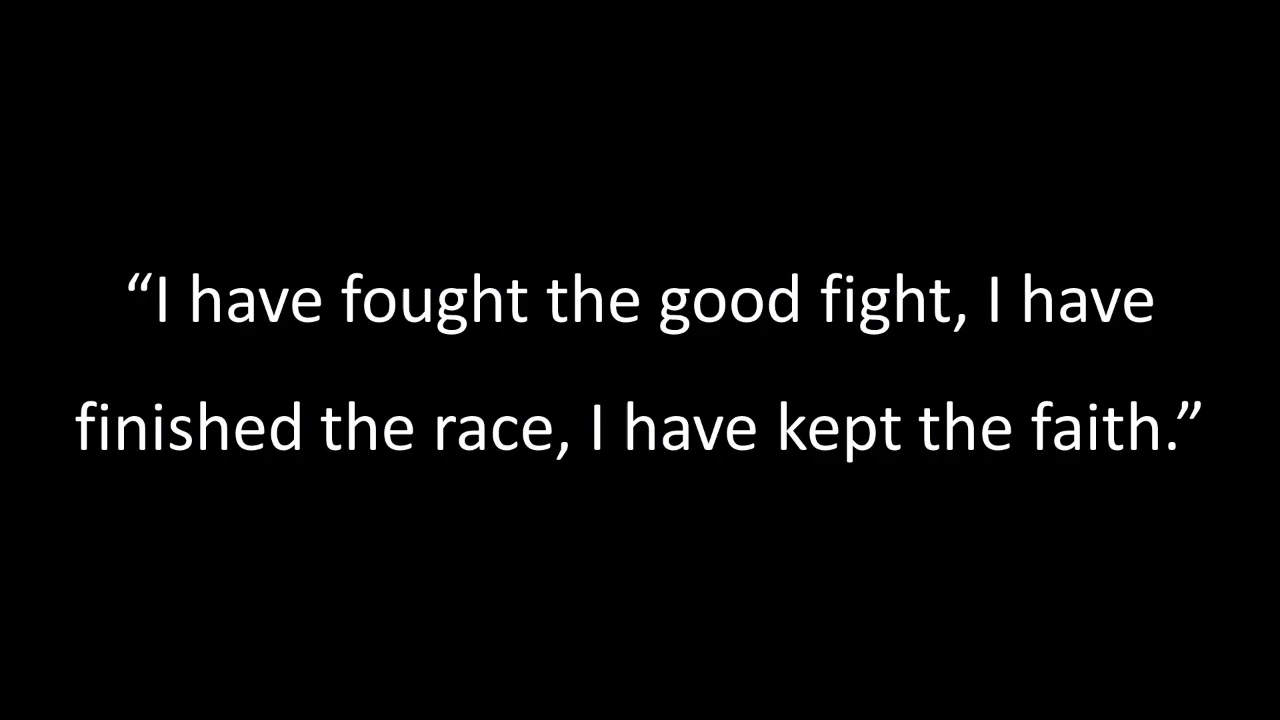 “I have fought the good fight, I have
finished the race, I have kept the faith.”